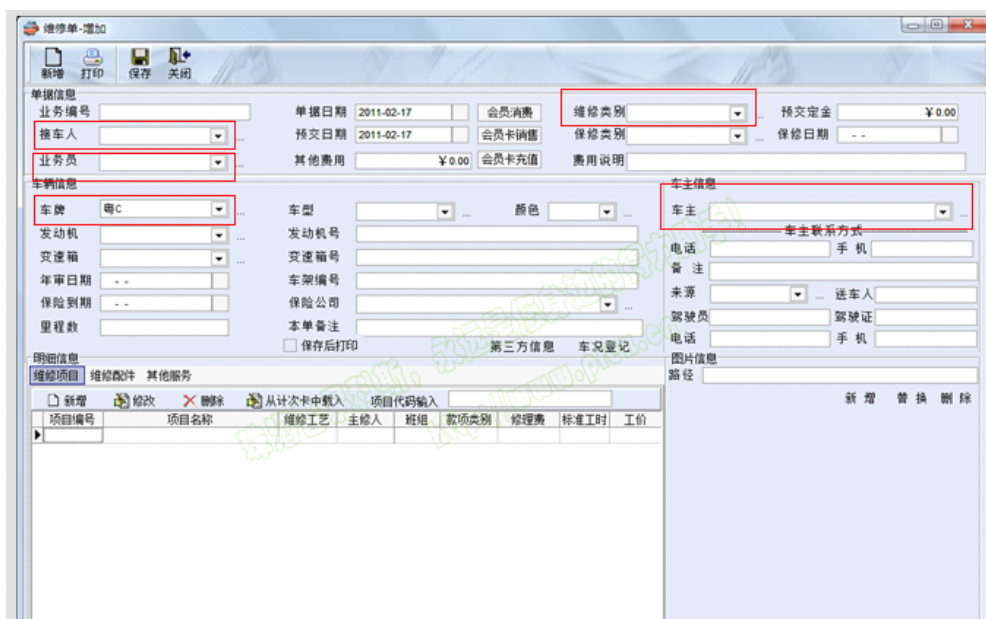 维修单-增加
新增 打印 保存 关闭
单据信息
业务编号 单据日期 2011-02-17 会员消费 维修类别 ... 预交定金 ￥0.00
接车人 ... 预交日期 2011-02-17 会员卡销售 保修类别 ... 保修日期 - -
业务员 ... 其他费用 ￥0.00 会员卡充值 费用说明
车辆信息 车主信息
车牌 粤C ... 车型 ... 颜色 ... 车主 ...
发动机 ... 发动机号 车主联系方式
电话 手机
变速箱 ... 变速箱号 备注
年审日期 - - 车架编号 来源 ... 送车人
保险到期 - - 保险公司 ... 驾驶员 驾驶证
里程数 本单备注 电话 手机
保存后打印 第三方信息 车况登记
明细信息 图片信息
维修项目 维修配件 其他服务 路径
新增 修改 删除 从计次卡中载入 项目代码输入 新增 替换 删除
项目编号 项目名称 维修工艺 主修人 班组 款项类别 修理费 标准工时 工价